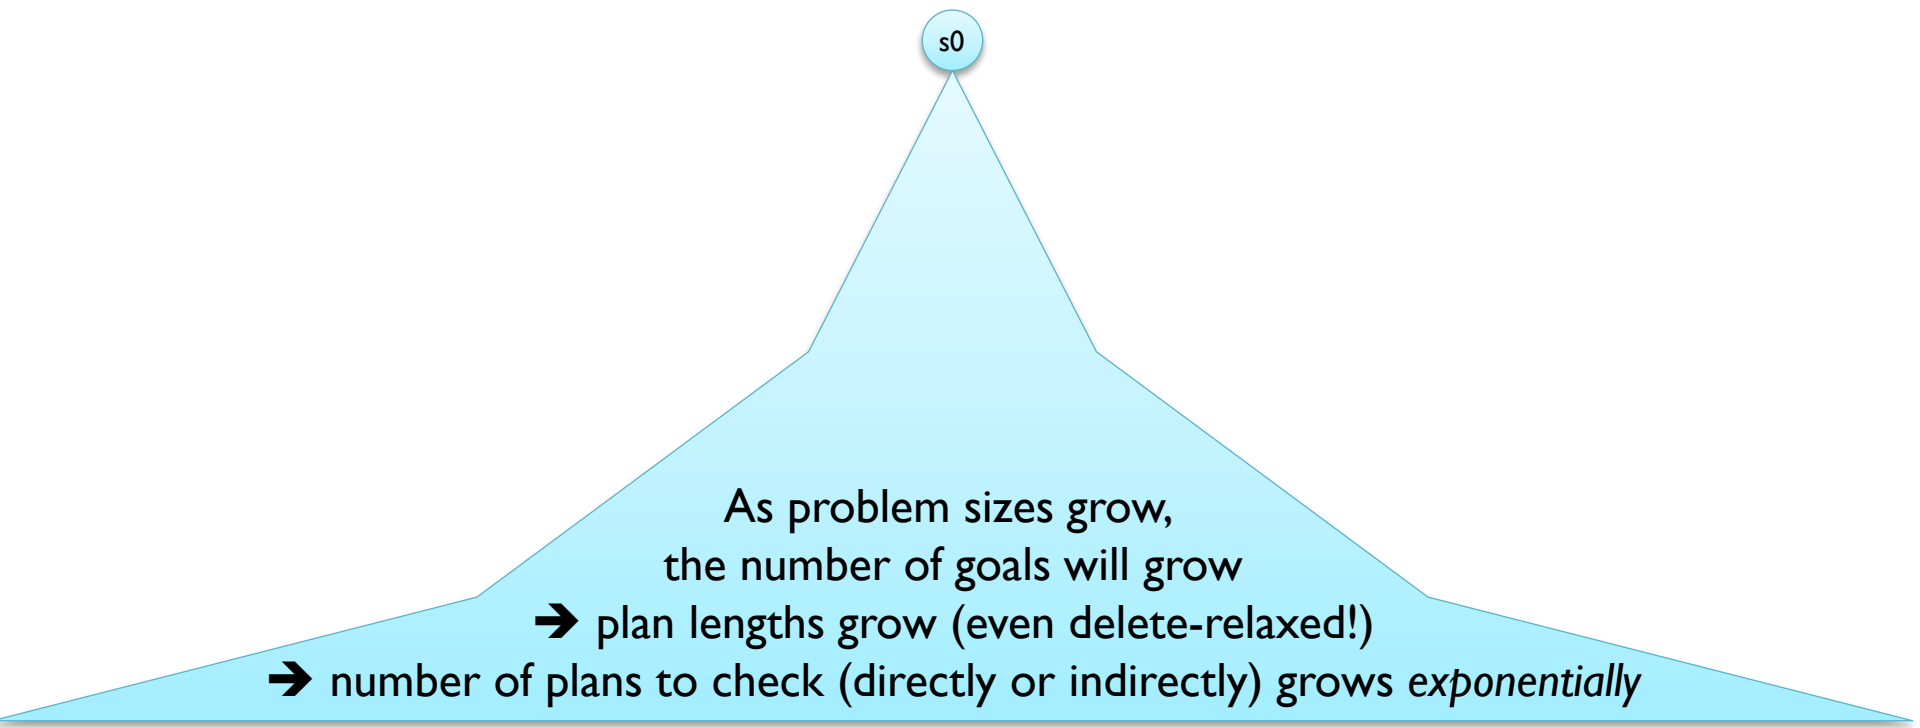 s0
As problem sizes grow,
the number of goals will grow
➔ plan lengths grow (even delete-relaxed!)
➔ number of plans to check (directly or indirectly) grows exponentially